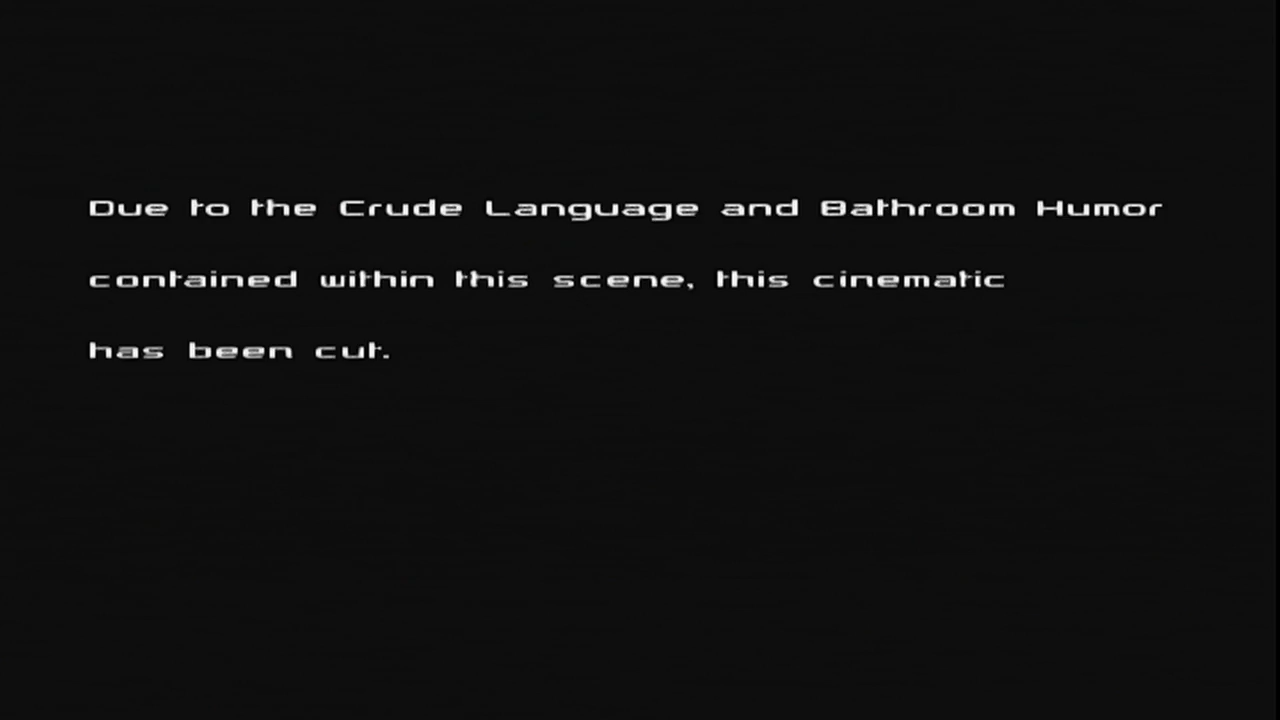 Due to the Crude Language and Bathroom Humor
contained within this scene, this cinematic
has been cut.